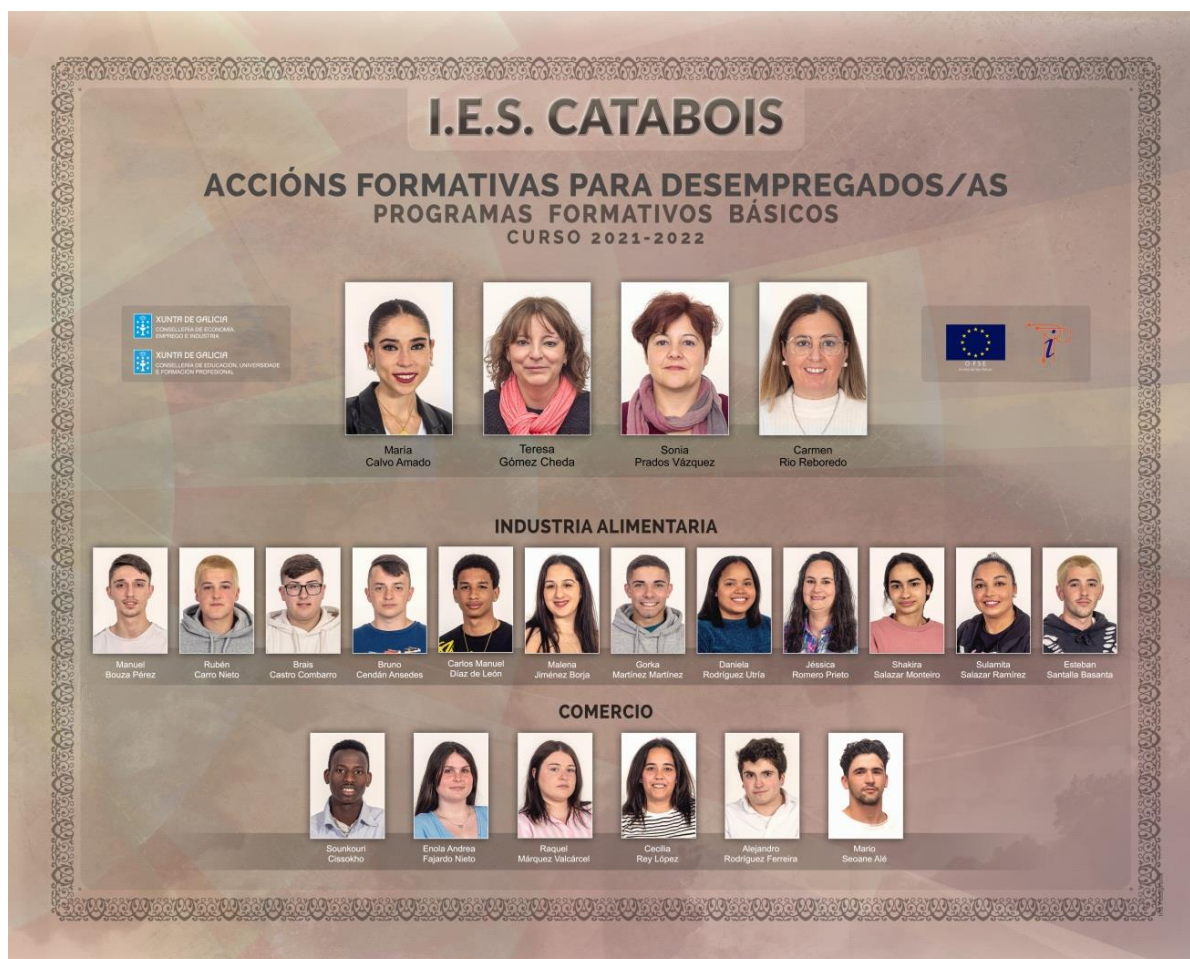 I.E.S. CATABOIS
ACCIÓNS FORMATIVAS PARA DESEMPREGADOS/AS
PROGRAMAS FORMATIVOS BÁSICOS
CURSO 2021-2022
XUNTA DE GALICIA
CONSELLERÍA DE ECONOMÍA,
EMPREGO E INDUSTRIA
XUNTA DE GALICIA
CONSELLERÍA DE EDUCACIÓN, UNIVERSIDADE
E FORMACIÓN PROFESIONAL
María
Calvo Amado
Teresa
Gómez Cheda
Sonia
Prados Vázquez
Carmen
Rio Reboredo
INDUSTRIA ALIMENTARIA
Manuel
Bouza Pérez
Rubén
Carro Nieto
Brais
Castro Combarro
Bruno
Cendán Ansedes
Carlos Manuel
Díaz de León
Malena
Jiménez Borja
Gorka
Martínez Martínez
Daniela
Rodríguez Utría
Jéssica
Romero Prieto
Shakira
Salazar Monteiro
Sulamita
Salazar Ramírez
Esteban
Santalla Basanta
COMERCIO
Sounkouri
Cissokho
Enola Andrea
Fajardo Nieto
Raquel
Márquez Valcárcel
Cecilia
Rey López
Alejandro
Rodríguez Ferreira
Mario
Seoane Alé